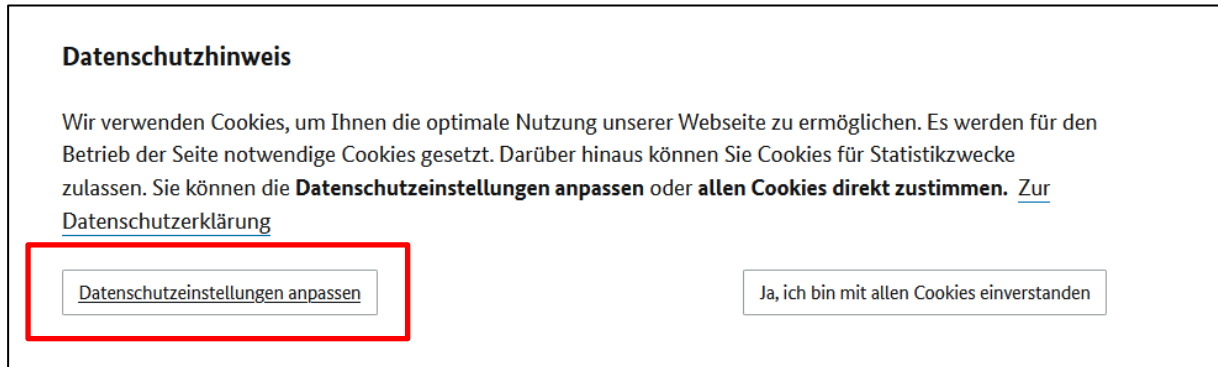 Datenschutzhinweis
Wir verwenden Cookies, um Ihnen die optimale Nutzung unserer Webseite zu ermöglichen. Es werden für den
Betrieb der Seite notwendige Cookies gesetzt. Darüber hinaus können Sie Cookies für Statistikzwecke
zulassen. Sie können die Datenschutzeinstellungen anpassen oder allen Cookies direkt zustimmen. Zur
Datenschutzerklärung
Datenschutzeinstellungen anpassen
Ja, ich bin mit allen Cookies einverstanden